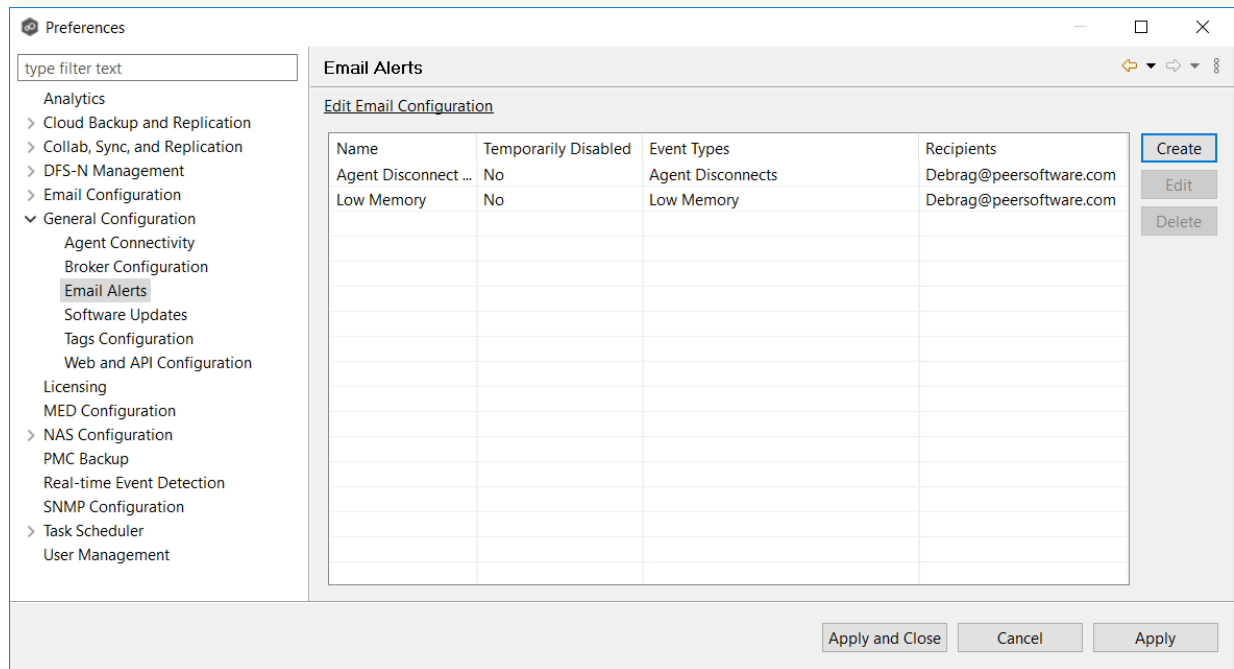 Preferences
type filter text
Analytics
Cloud Backup and Replication
Collab, Sync, and Replication
DFS-N Management
Email Configuration
General Configuration
Agent Connectivity
Broker Configuration
Email Alerts
Software Updates
Tags Configuration
Web and API Configuration
Licensing
MED Configuration
NAS Configuration
PMC Backup
Real-time Event Detection
SNMP Configuration
Task Scheduler
User Management
Email Alerts
Edit Email Configuration
Name Temporarily Disabled Event Types Recipients
Agent Disconnect ... No Agent Disconnects Debrag@peersoftware.com
Low Memory No Low Memory Debrag@peersoftware.com
Create
Edit
Delete
Apply and Close Cancel Apply